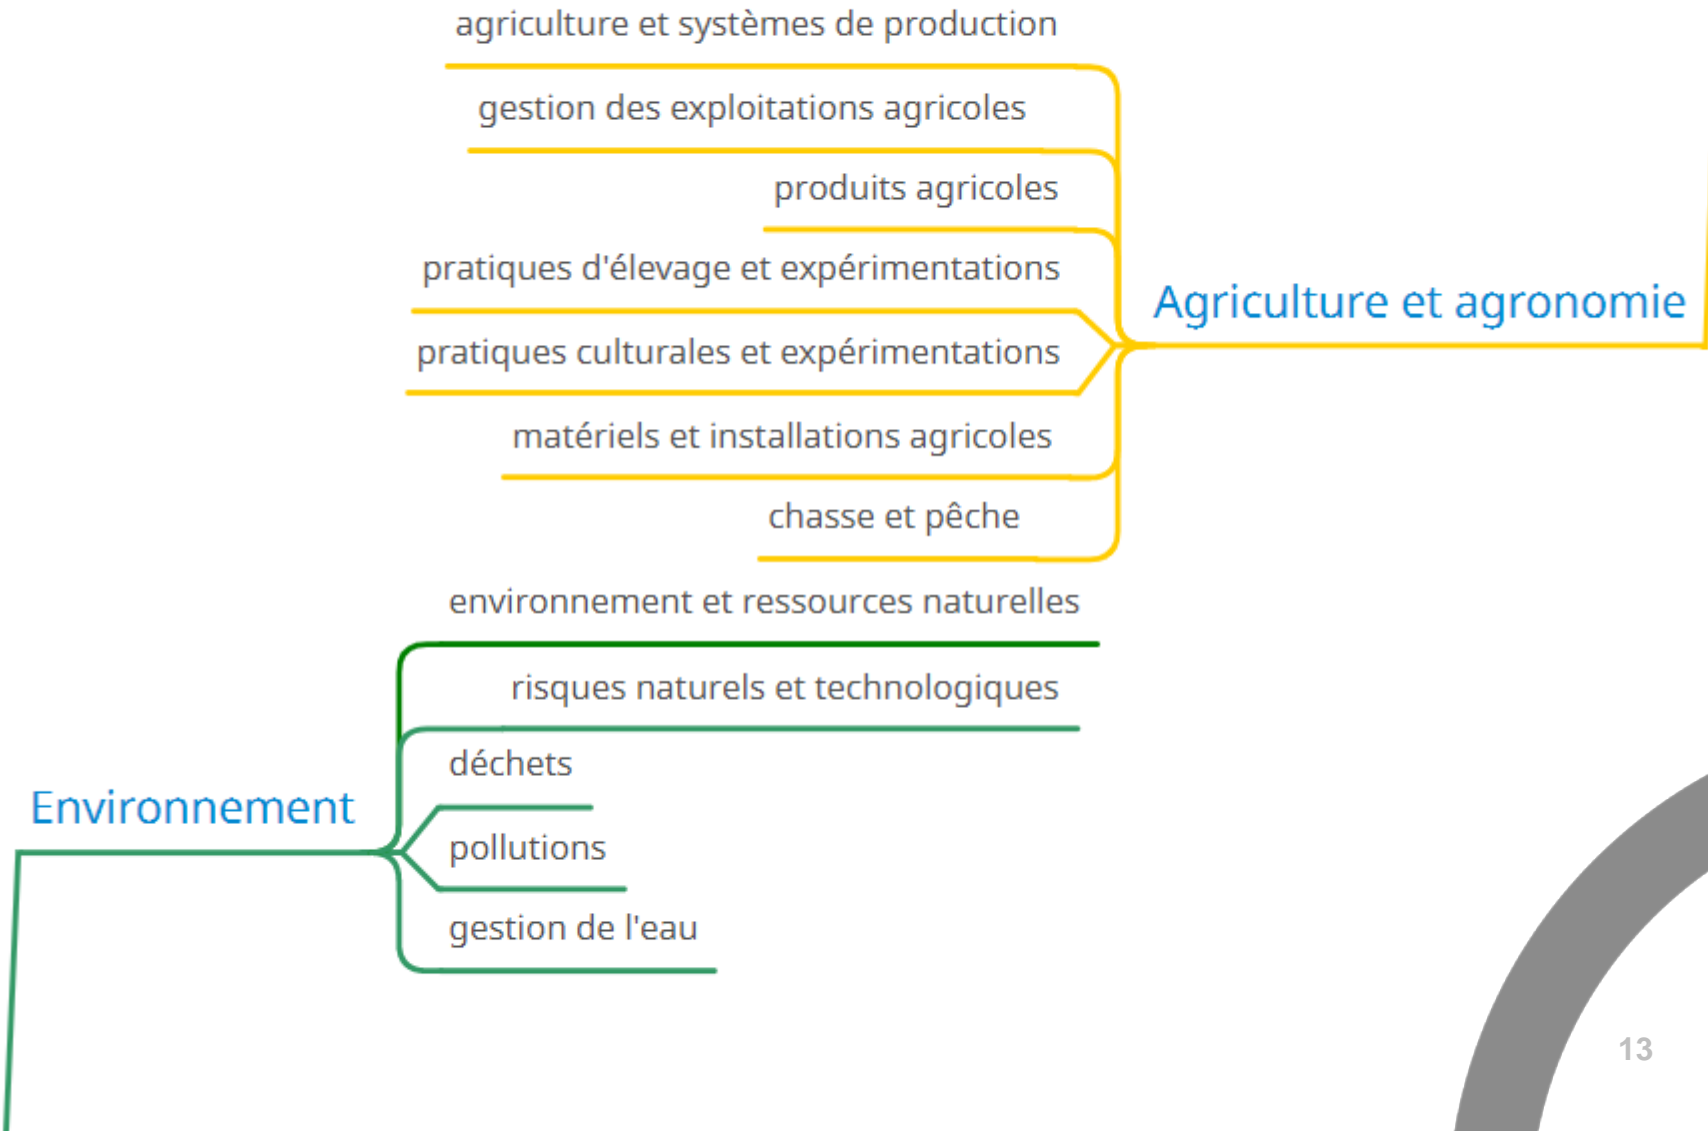 agriculture et systèmes de production
gestion des exploitations agricoles
produits agricoles
pratiques d'élevage et expérimentations
Agriculture et agronomie
pratiques culturales et expérimentations
matériels et installations agricoles
chasse et pêche
environnement et ressources naturelles
risques naturels et technologiques
déchets
Environnement
pollutions
gestion de l'eau
13